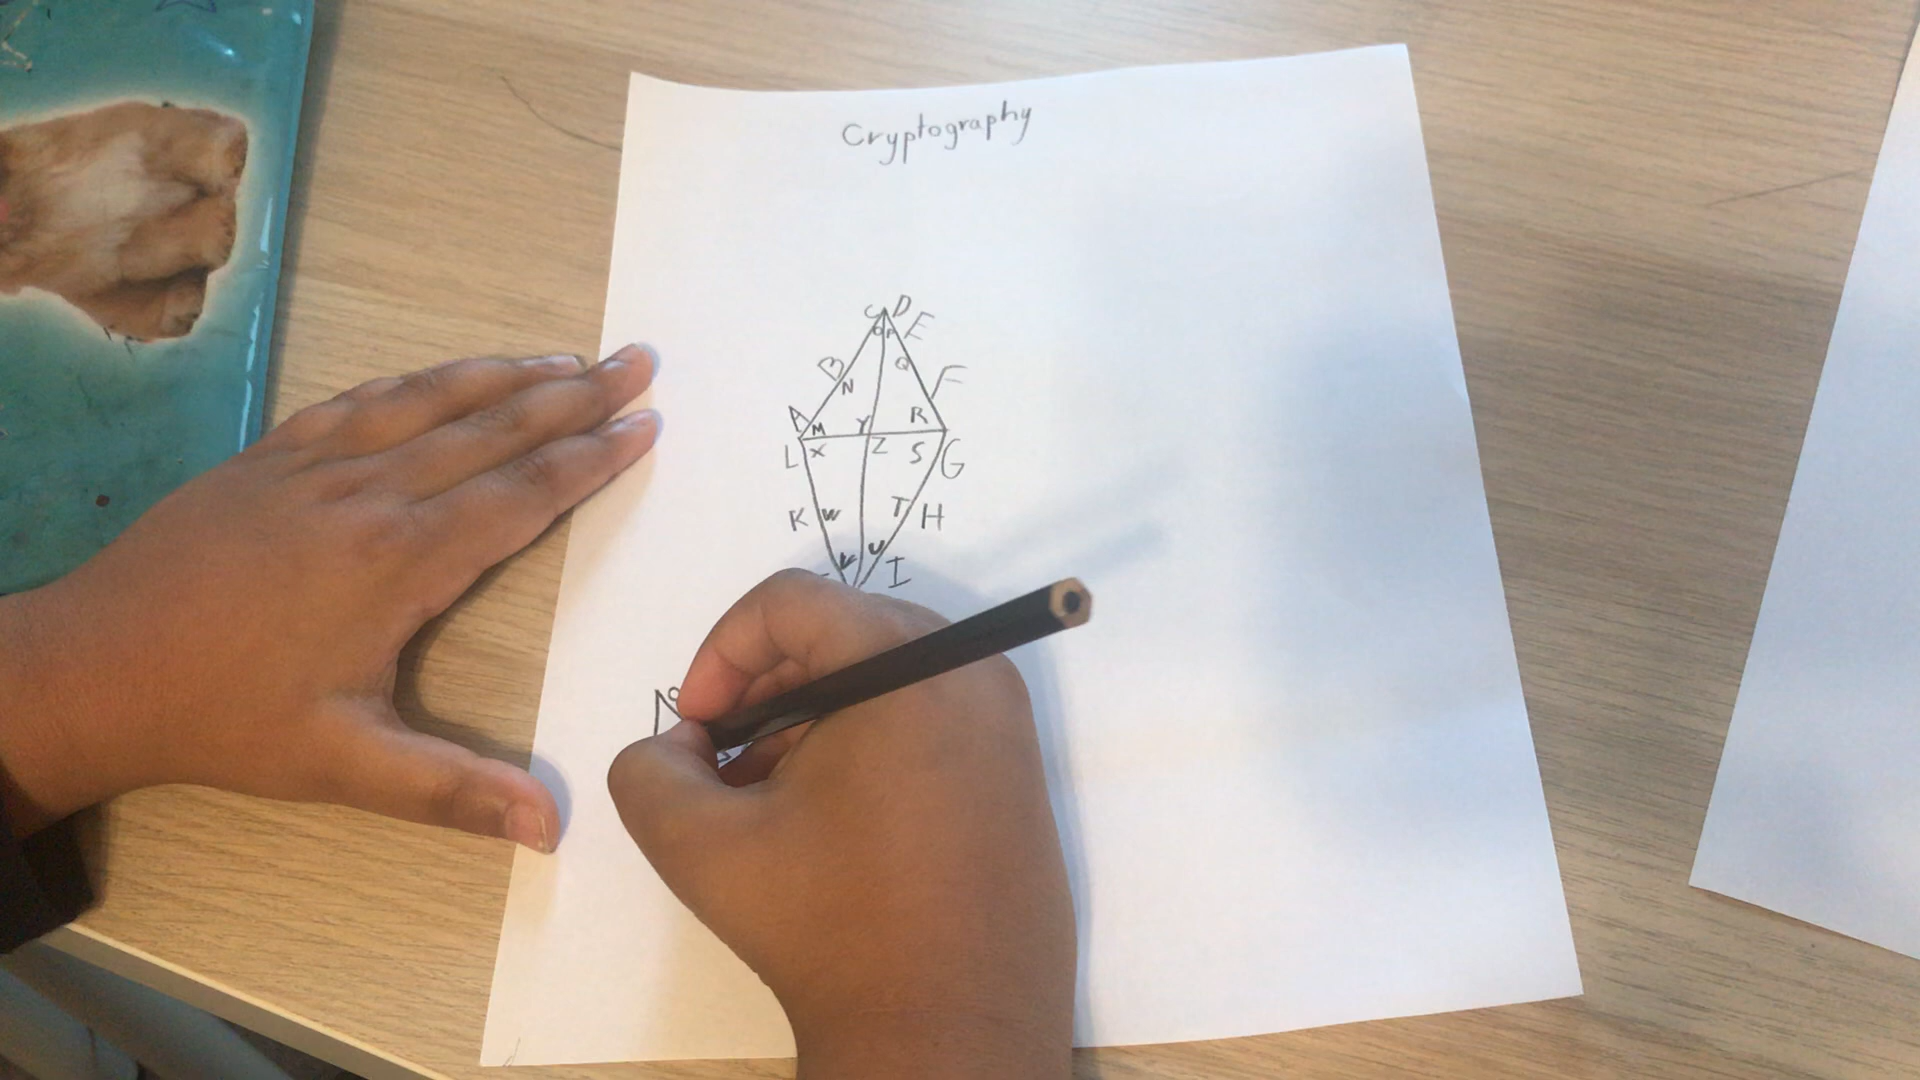 Cryptography
C D
O P E
B N Q F
A M Y R
L X Z S G
K W T H
V U I